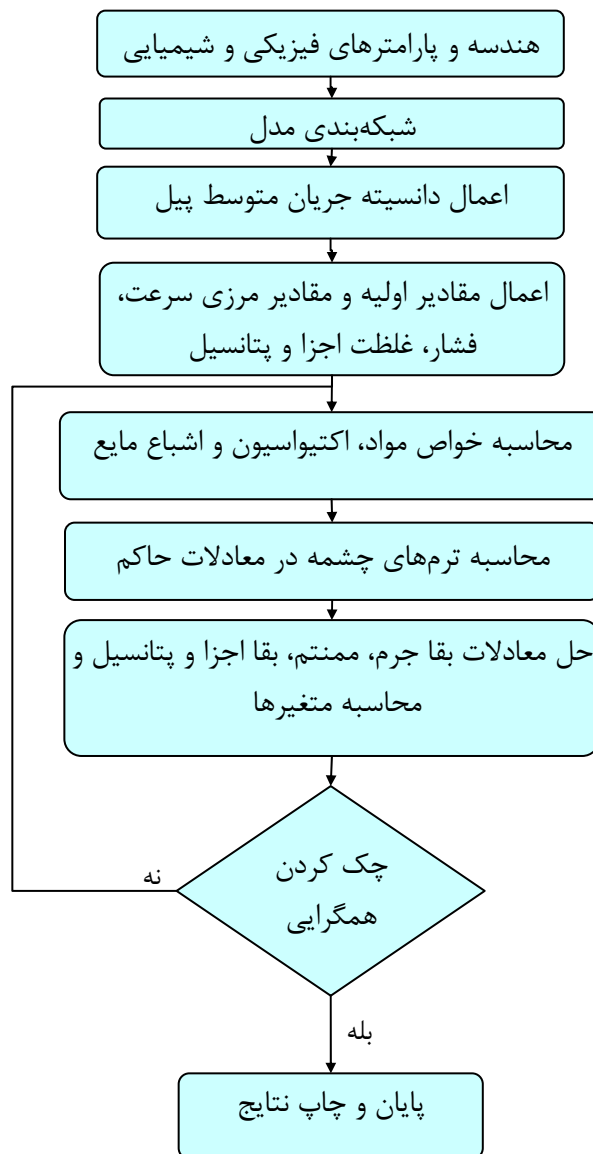 هندسه و پارامترهای فیزیکی و شیمیایی
شبکه‌بندی مدل
اعمال دانسیته جریان متوسط پیل
اعمال مقادیر اولیه و مقادیر مرزی سرعت،
فشار، غلظت اجزا و پتانسیل
محاسبه خواص مواد، اکتیواسیون و اشباع مایع
محاسبه ترم‌های چشمه در معادلات حاکم
حل معادلات بقا جرم، ممنتم، بقا اجزا و پتانسیل و
محاسبه متغیرها
چک کردن
همگرایی
نه
بله
پایان و چاپ نتایج